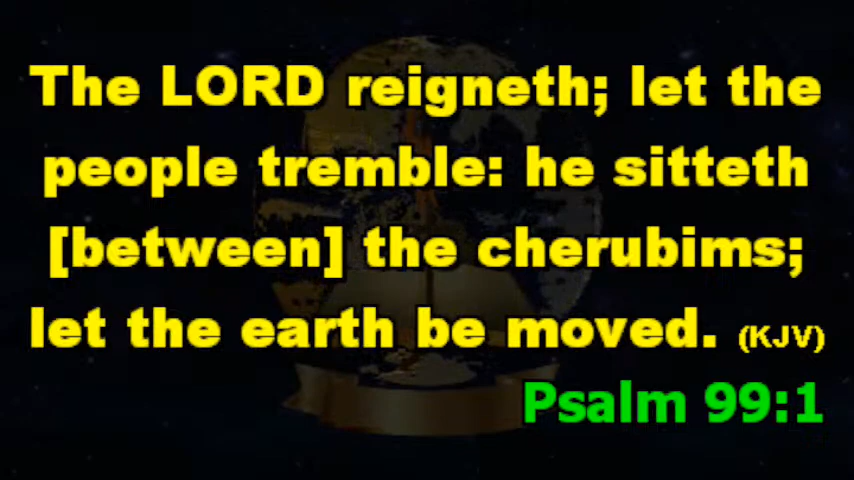 The LORD reigneth; let the
people tremble: he sitteth
[between] the cherubims;
let the earth be moved. (KJV)
Psalm 99:1